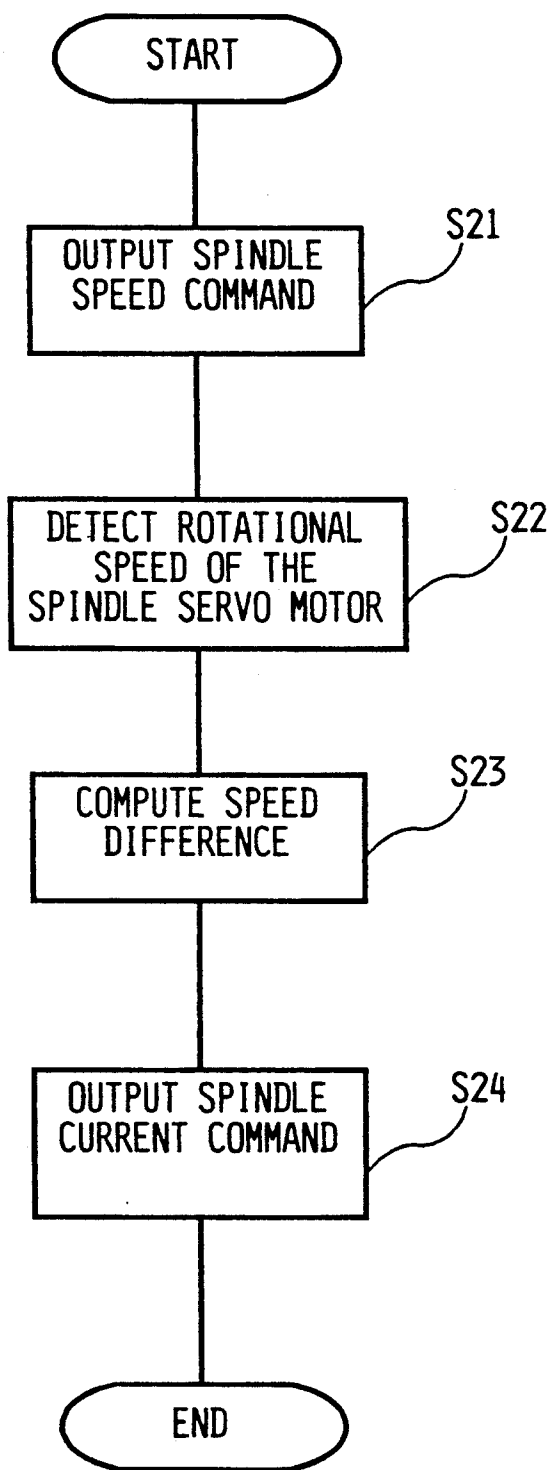 START
S21
OUTPUT SPINDLE
SPEED COMMAND
S22
DETECT ROTATIONAL
SPEED OF THE
SPINDLE SERVO MOTOR
S23
COMPUTE SPEED
DIFFERENCE
S24
OUTPUT SPINDLE
CURRENT COMMAND
END